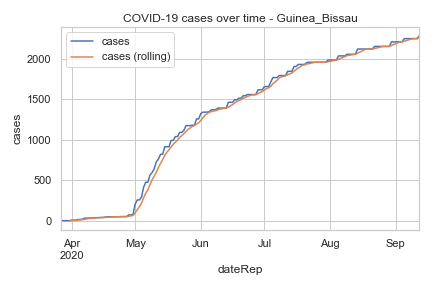 COVID-19 cases over time - Guinea_Bissau
cases
cases (rolling)
2000
1500
1000
500
0
cases
Apr May Jun Jul Aug Sep
2020
dateRep